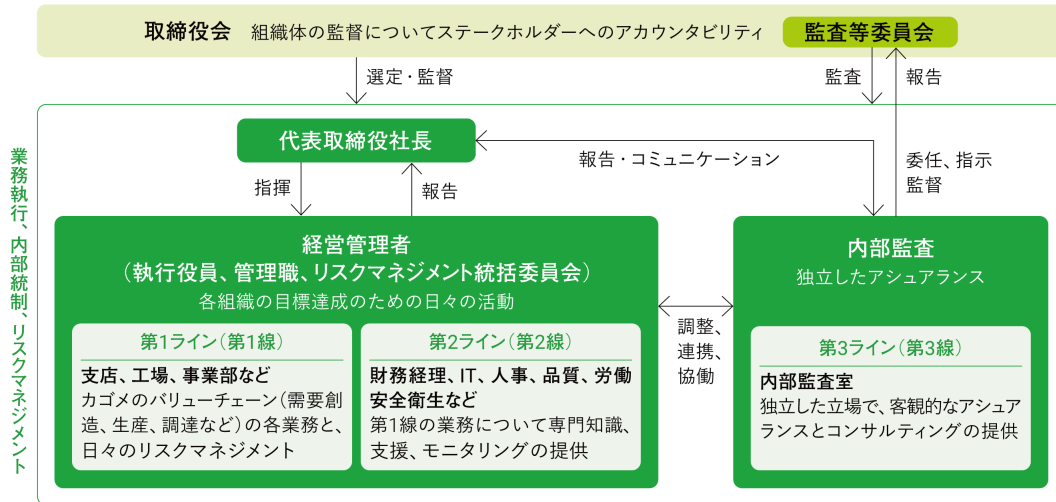 取締役会 組織体の監督についてステークホルダーへのアカウンタビリティ
監査等委員会
選定・監督
監査
報告
業務執行、内部統制、リスクマネジメント
代表取締役社長
報告・コミュニケーション
委任、指示
監督
指揮
報告
経営管理者
（執行役員、管理職、リスクマネジメント統括委員会）
各組織の目標達成のための日々の活動
第1ライン（第1線）
支店、工場、事業部など
カゴメのバリューチェーン（需要創
造、生産、調達など）の各業務と、
日々のリスクマネジメント
第2ライン（第2線）
財務経理、IT、人事、品質、労働
安全衛生など
第1線の業務について専門知識、
支援、モニタリングの提供
調整、
連携、
協働
内部監査
独立したアシュアランス
第3ライン（第3線）
内部監査室
独立した立場で、客観的なアシュア
ランスとコンサルティングの提供